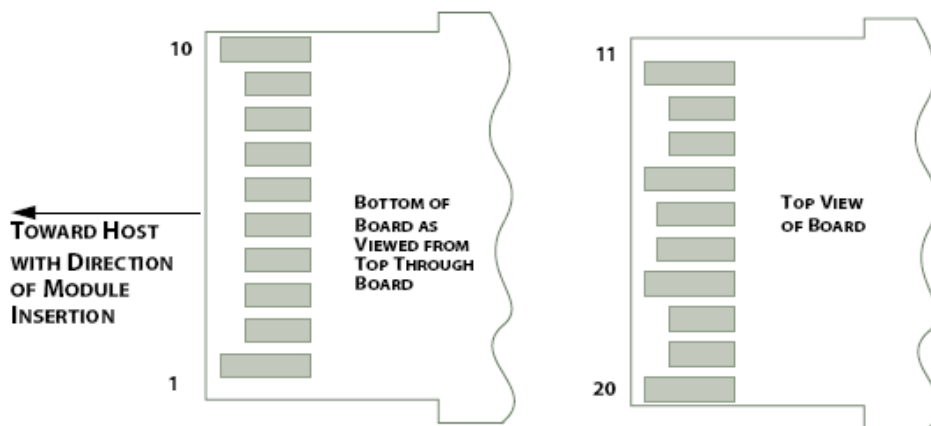 10
1
TOWARD HOST
WITH DIRECTION
OF MODULE
INSERTION
BOTTOM OF
BOARD AS
VIEWED FROM
TOP THROUGH
BOARD
11
20
TOP VIEW
OF BOARD